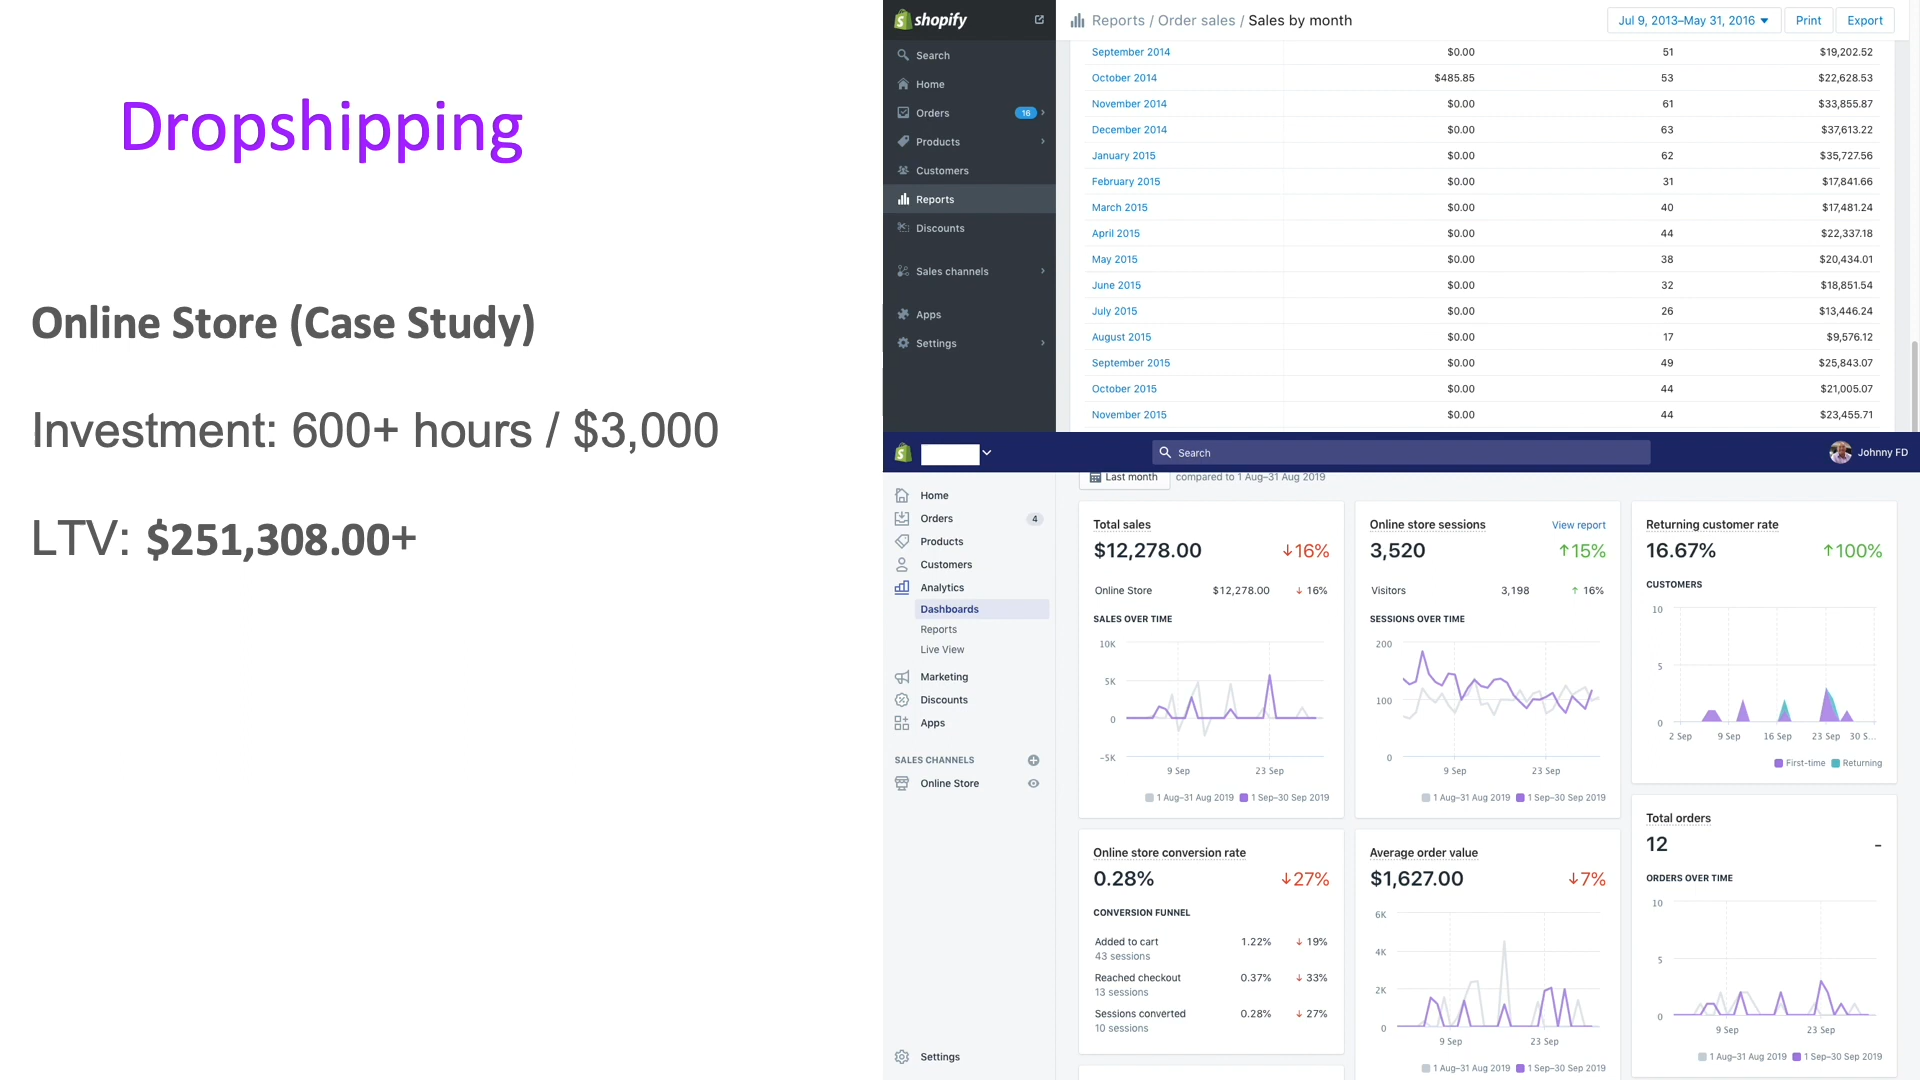 Dropshipping
Online Store (Case Study)
Investment: 600+ hours / $3,000
LTV: $251,308.00+
shopify
Search
Home
Orders 16
Products
Customers
Reports
Discounts
Sales channels
Apps
Settings
Reports / Order sales / Sales by month
Jul 9, 2013–May 31, 2016 Print Export
September 2014 $0.00 51 $19,202.52
October 2014 $485.85 53 $22,628.53
November 2014 $0.00 61 $33,855.87
December 2014 $0.00 63 $37,613.22
January 2015 $0.00 62 $35,727.56
February 2015 $0.00 31 $17,841.66
March 2015 $0.00 40 $17,481.24
April 2015 $0.00 44 $22,337.18
May 2015 $0.00 38 $20,434.01
June 2015 $0.00 32 $18,851.54
July 2015 $0.00 26 $13,446.24
August 2015 $0.00 17 $9,576.12
September 2015 $0.00 49 $25,843.07
October 2015 $0.00 44 $21,005.07
November 2015 $0.00 44 $23,455.71
Search
Johnny FD
Home
Orders 4
Products
Customers
Analytics
Dashboards
Reports
Live View
Marketing
Discounts
Apps
SALES CHANNELS
Online Store
Settings
Last month compared to 1 Aug–31 Aug 2019
Total sales
$12,278.00 ↓16%
Online Store $12,278.00 ↓ 16%
SALES OVER TIME
10K
5K
0
-5K
9 Sep 23 Sep
1 Aug–31 Aug 2019 1 Sep–30 Sep 2019
Online store sessions View report
3,520 ↑15%
Visitors 3,198 ↑ 16%
SESSIONS OVER TIME
200
100
0
9 Sep 23 Sep
1 Aug–31 Aug 2019 1 Sep–30 Sep 2019
Returning customer rate
16.67% ↑100%
CUSTOMERS
10
5
0
2 Sep 9 Sep 16 Sep 23 Sep 30 S...
First-time Returning
Online store conversion rate
0.28% ↓27%
CONVERSION FUNNEL
Added to cart 1.22% ↓ 19%
43 sessions
Reached checkout 0.37% ↓ 33%
13 sessions
Sessions converted 0.28% ↓ 27%
10 sessions
Average order value
$1,627.00 ↓7%
6K
4K
2K
0
9 Sep 23 Sep
1 Aug–31 Aug 2019 1 Sep–30 Sep 2019
Total orders
12 -
ORDERS OVER TIME
10
5
0
9 Sep 23 Sep
1 Aug–31 Aug 2019 1 Sep–30 Sep 2019